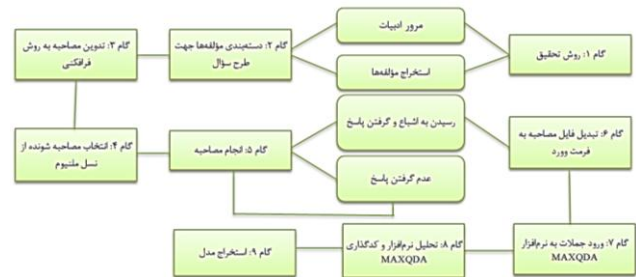 گام ۱: روش تحقیق
مرور ادبیات
استخراج مؤلفه‌ها
گام ۲: دسته‌بندی مؤلفه‌ها جهت
طرح سؤال
گام ۳: تدوین مصاحبه به روش
فرافکنی
گام ۴: انتخاب مصاحبه شونده از
نسل ملنیوم
گام ۵: انجام مصاحبه
رسیدن به اشباع و گرفتن پاسخ
عدم گرفتن پاسخ
گام ۶: تبدیل فایل مصاحبه به
فرمت وورد
گام ۷: ورود جملات به نرم‌افزار
MAXQDA
گام ۸: تحلیل نرم‌افزار و کدگذاری
MAXQDA
گام ۹: استخراج مدل